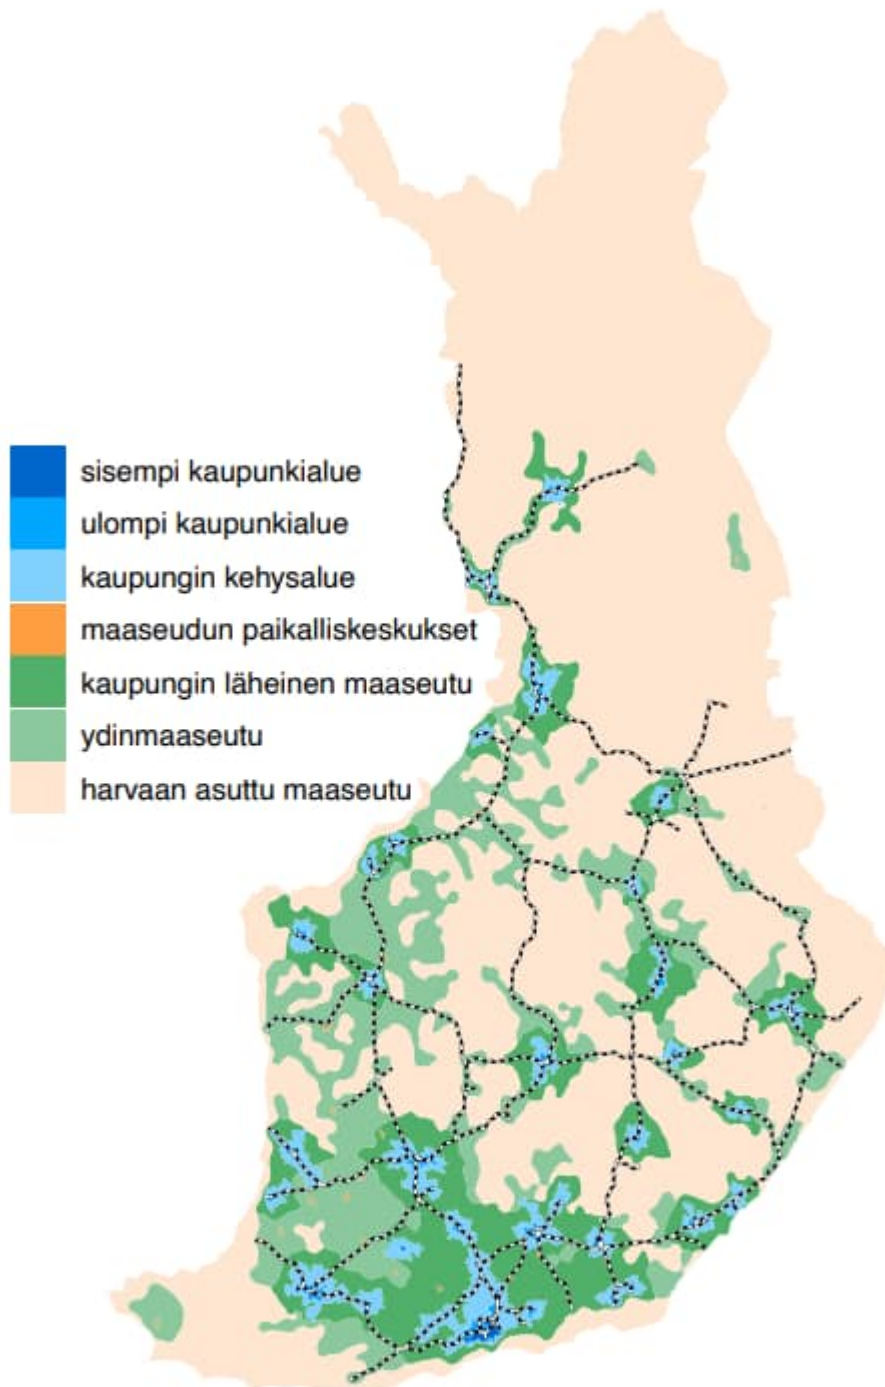 sisempi kaupunkialue
ulompi kaupunkialue
kaupungin kehysalue
maaseudun paikalliskeskukset
kaupungin läheinen maaseutu
ydinmaaseutu
harvaan asuttu maaseutu